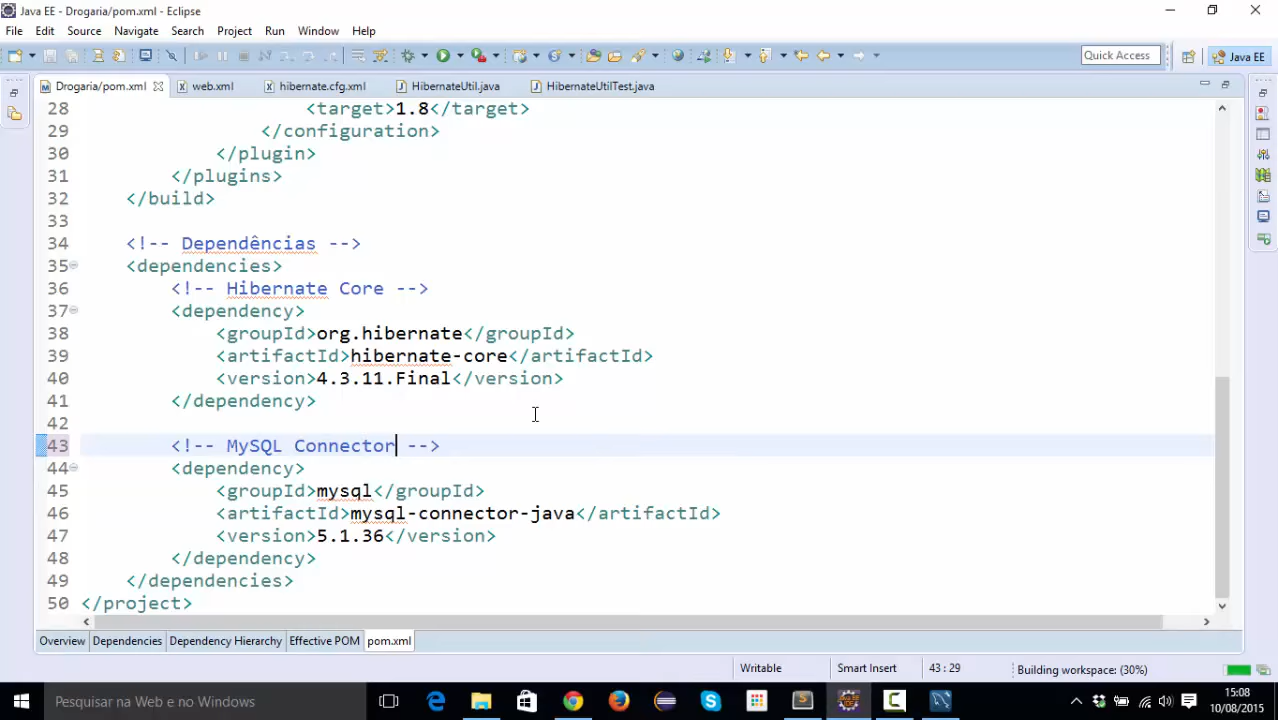 Java EE - Drogaria/pom.xml - Eclipse
File Edit Source Navigate Search Project Run Window Help
Quick Access Java EE
Drogaria/pom.xml web.xml hibernate.cfg.xml HibernateUtil.java HibernateUtilTest.java
28 <target>1.8</target>
29 </configuration>
30 </plugin>
31 </plugins>
32 </build>
33
34 <!-- Dependências -->
35 <dependencies>
36 <!-- Hibernate Core -->
37 <dependency>
38 <groupId>org.hibernate</groupId>
39 <artifactId>hibernate-core</artifactId>
40 <version>4.3.11.Final</version>
41 </dependency>
42
43 <!-- MySQL Connector -->
44 <dependency>
45 <groupId>mysql</groupId>
46 <artifactId>mysql-connector-java</artifactId>
47 <version>5.1.36</version>
48 </dependency>
49 </dependencies>
50 </project>
Overview Dependencies Dependency Hierarchy Effective POM pom.xml
Writable Smart Insert 43 : 29 Building workspace: (30%)
Pesquisar na Web e no Windows
15:08
10/08/2015